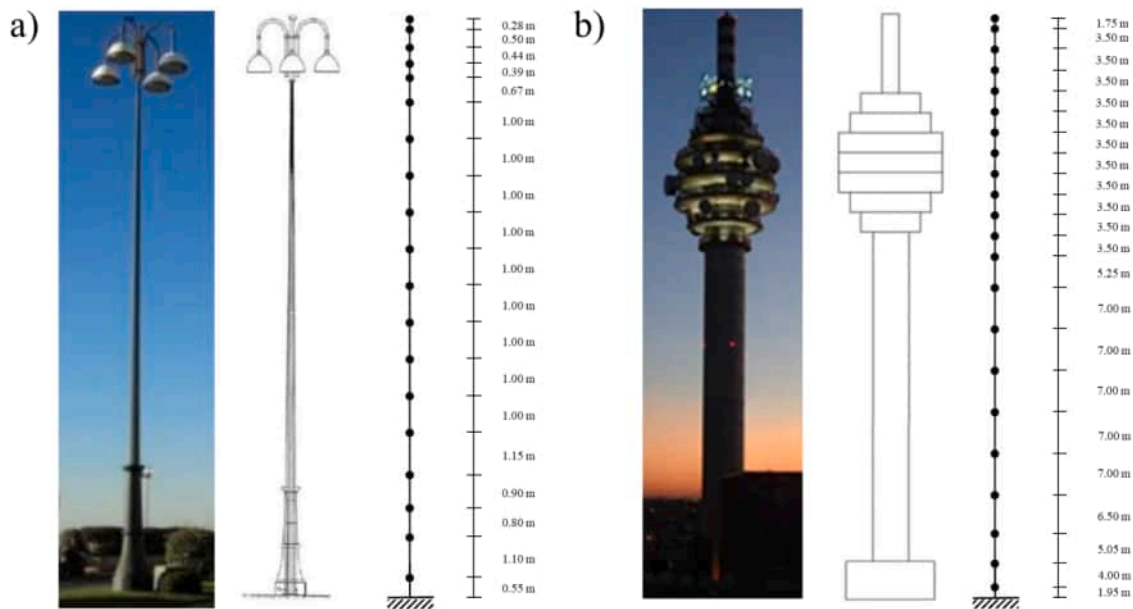 a)
0.28 m
0.50 m
0.44 m
0.39 m
0.67 m
1.00 m
1.00 m
1.00 m
1.00 m
1.00 m
1.00 m
1.00 m
1.00 m
1.00 m
1.15 m
0.90 m
0.80 m
1.10 m
0.55 m
b)
1.75 m
3.50 m
3.50 m
3.50 m
3.50 m
3.50 m
3.50 m
3.50 m
3.50 m
3.50 m
3.50 m
3.50 m
5.25 m
7.00 m
7.00 m
7.00 m
7.00 m
7.00 m
6.50 m
5.05 m
4.00 m
1.95 m